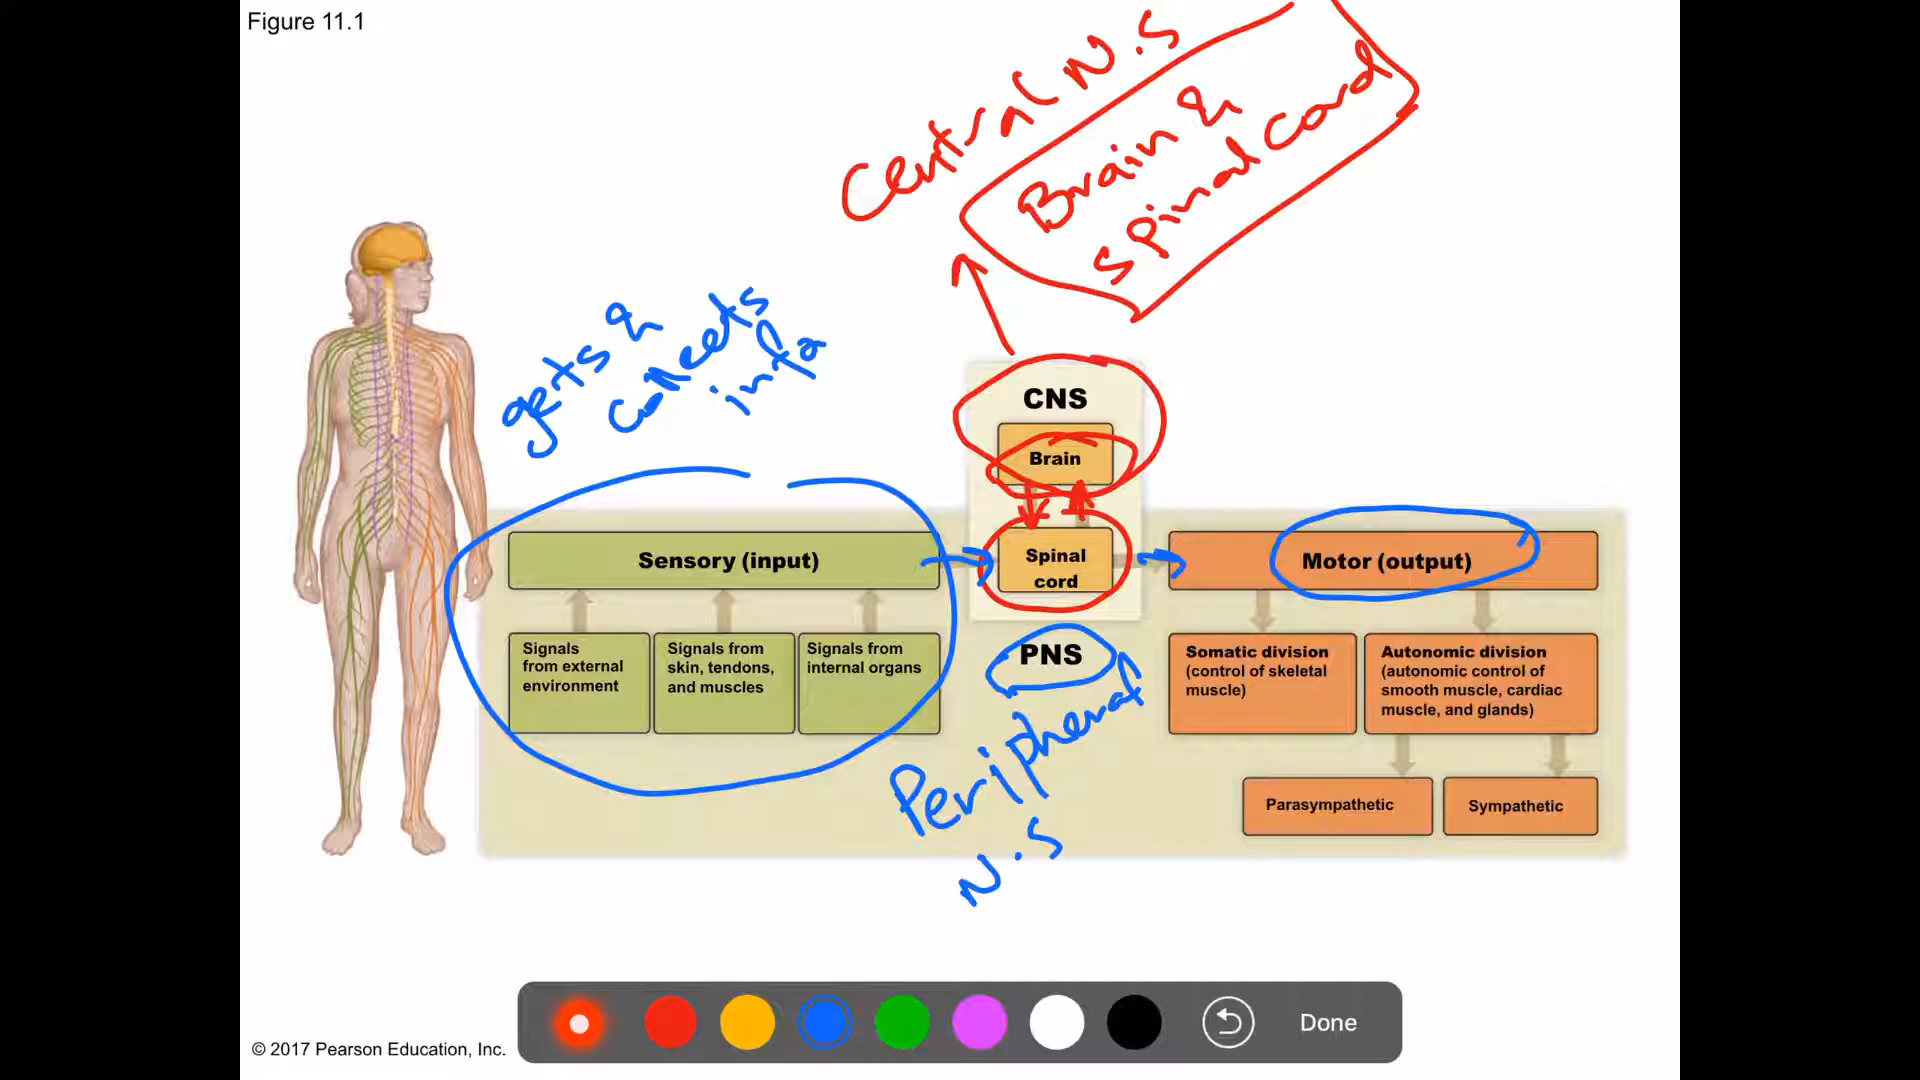 Figure 11.1
Central N.S
Brain &
Spinal Cord
gets &
collects
info
CNS
Brain
Spinal
cord
Sensory (input)
Motor (output)
Signals
from external
environment
Signals from
skin, tendons,
and muscles
Signals from
internal organs
PNS
Peripheral
N.S
Somatic division
(control of skeletal
muscle)
Autonomic division
(autonomic control of
smooth muscle, cardiac
muscle, and glands)
Parasympathetic
Sympathetic
© 2017 Pearson Education, Inc.
Done